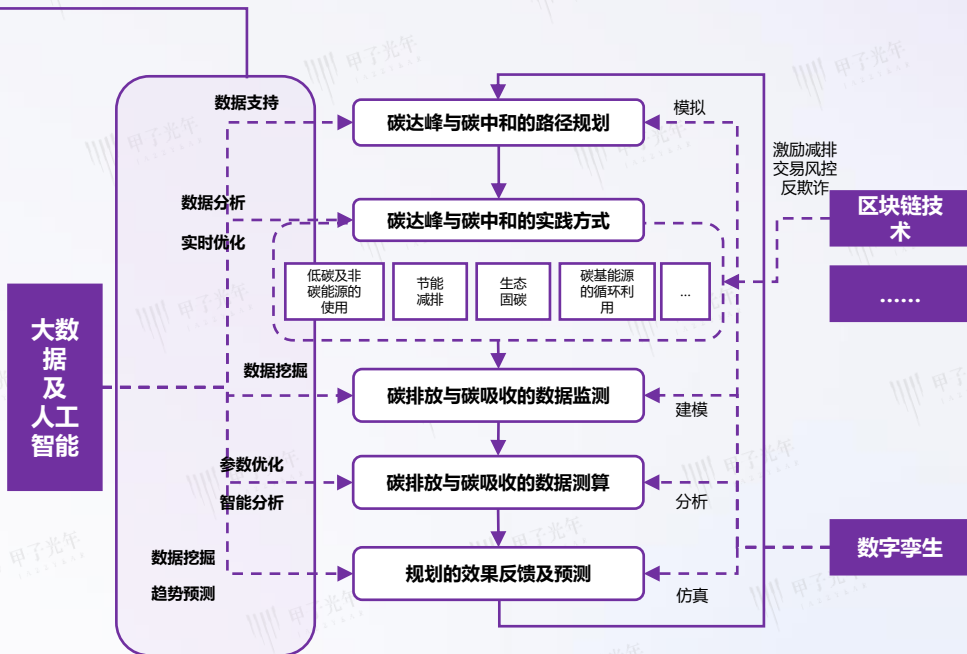 数据支持
碳达峰与碳中和的路径规划
模拟
激励减排
交易风控
反欺诈
数据分析
实时优化
碳达峰与碳中和的实践方式
区块链技
术
低碳及非
碳能源的
使用
节能
减排
生态
固碳
碳基能源
的循环利
用
...
……
大数
据
及
人工
智能
数据挖掘
碳排放与碳吸收的数据监测
建模
参数优化
智能分析
碳排放与碳吸收的数据测算
分析
数据挖掘
趋势预测
规划的效果反馈及预测
仿真
数字孪生
甲子光年